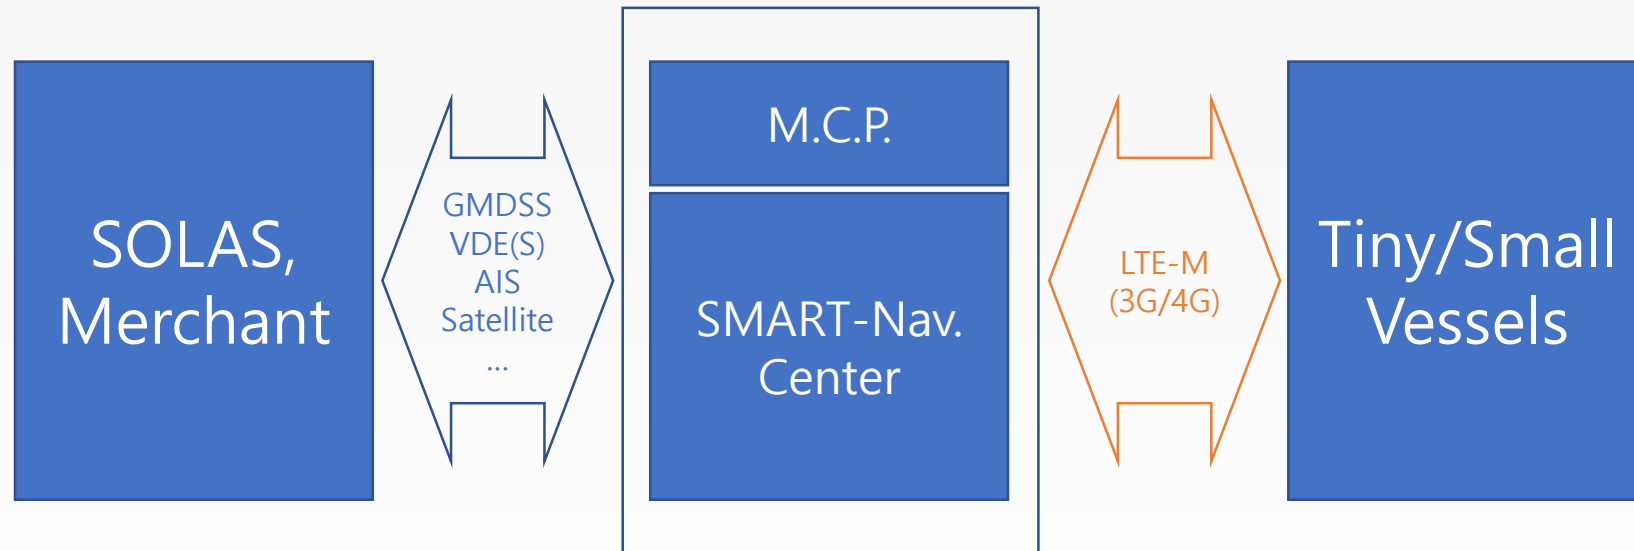 SOLAS,
Merchant
GMDSS
VDE(S)
AIS
Satellite
...
M.C.P.
SMART-Nav.
Center
LTE-M
(3G/4G)
Tiny/Small
Vessels